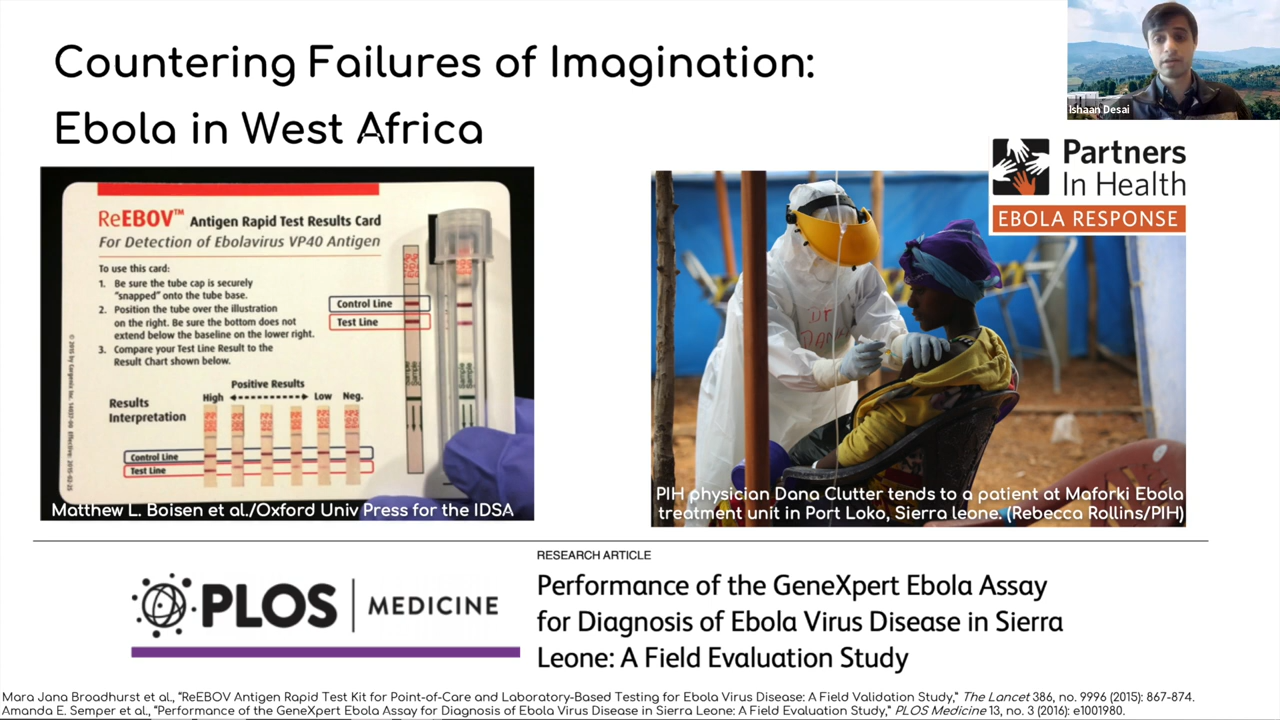 Countering Failures of Imagination:
Ebola in West Africa
Ishaan Desai
Partners
In Health
EBOLA RESPONSE
ReEBOV™ Antigen Rapid Test Results Card
For Detection of Ebolavirus VP40 Antigen
To use this card:
1. Be sure the tube cap is securely
"snapped" onto the tube base.
2. Position the tube over the illustration
on the right. Be sure the bottom does not
extend below the baseline on the lower right.
3. Compare your Test Line Result to the
Result Chart shown below.
Control Line
Test Line
Positive Results
High Low Neg.
Results
Interpretation
Control Line
Test Line
Matthew L. Boisen et al./Oxford Univ Press for the IDSA
DR
DANA
PIH physician Dana Clutter tends to a patient at Maforki Ebola
treatment unit in Port Loko, Sierra leone. (Rebecca Rollins/PIH)
PLOS MEDICINE
RESEARCH ARTICLE
Performance of the GeneXpert Ebola Assay
for Diagnosis of Ebola Virus Disease in Sierra
Leone: A Field Evaluation Study
Mara Jana Broadhurst et al., “ReEBOV Antigen Rapid Test Kit for Point-of-Care and Laboratory-Based Testing for Ebola Virus Disease: A Field Validation Study,” The Lancet 386, no. 9996 (2015): 867-874.
Amanda E. Semper et al., “Performance of the GeneXpert Ebola Assay for Diagnosis of Ebola Virus Disease in Sierra Leone: A Field Evaluation Study,” PLOS Medicine 13, no. 3 (2016): e1001980.